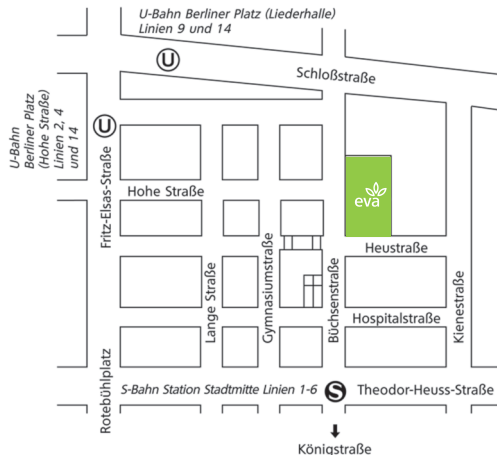 U-Bahn Berliner Platz (Liederhalle)
Linien 9 und 14
U
Schloßstraße
U-Bahn
Berliner Platz
(Hohe Straße)
Linien 2, 4
und 14
U
Fritz-Elsas-Straße
Hohe Straße
eva
Heustraße
Lange Straße
Gymnasiumstraße
Büchsenstraße
Hospitalstraße
Kienestraße
Rotebühlplatz
S-Bahn Station Stadtmitte Linien 1-6
S
Theodor-Heuss-Straße
Königstraße